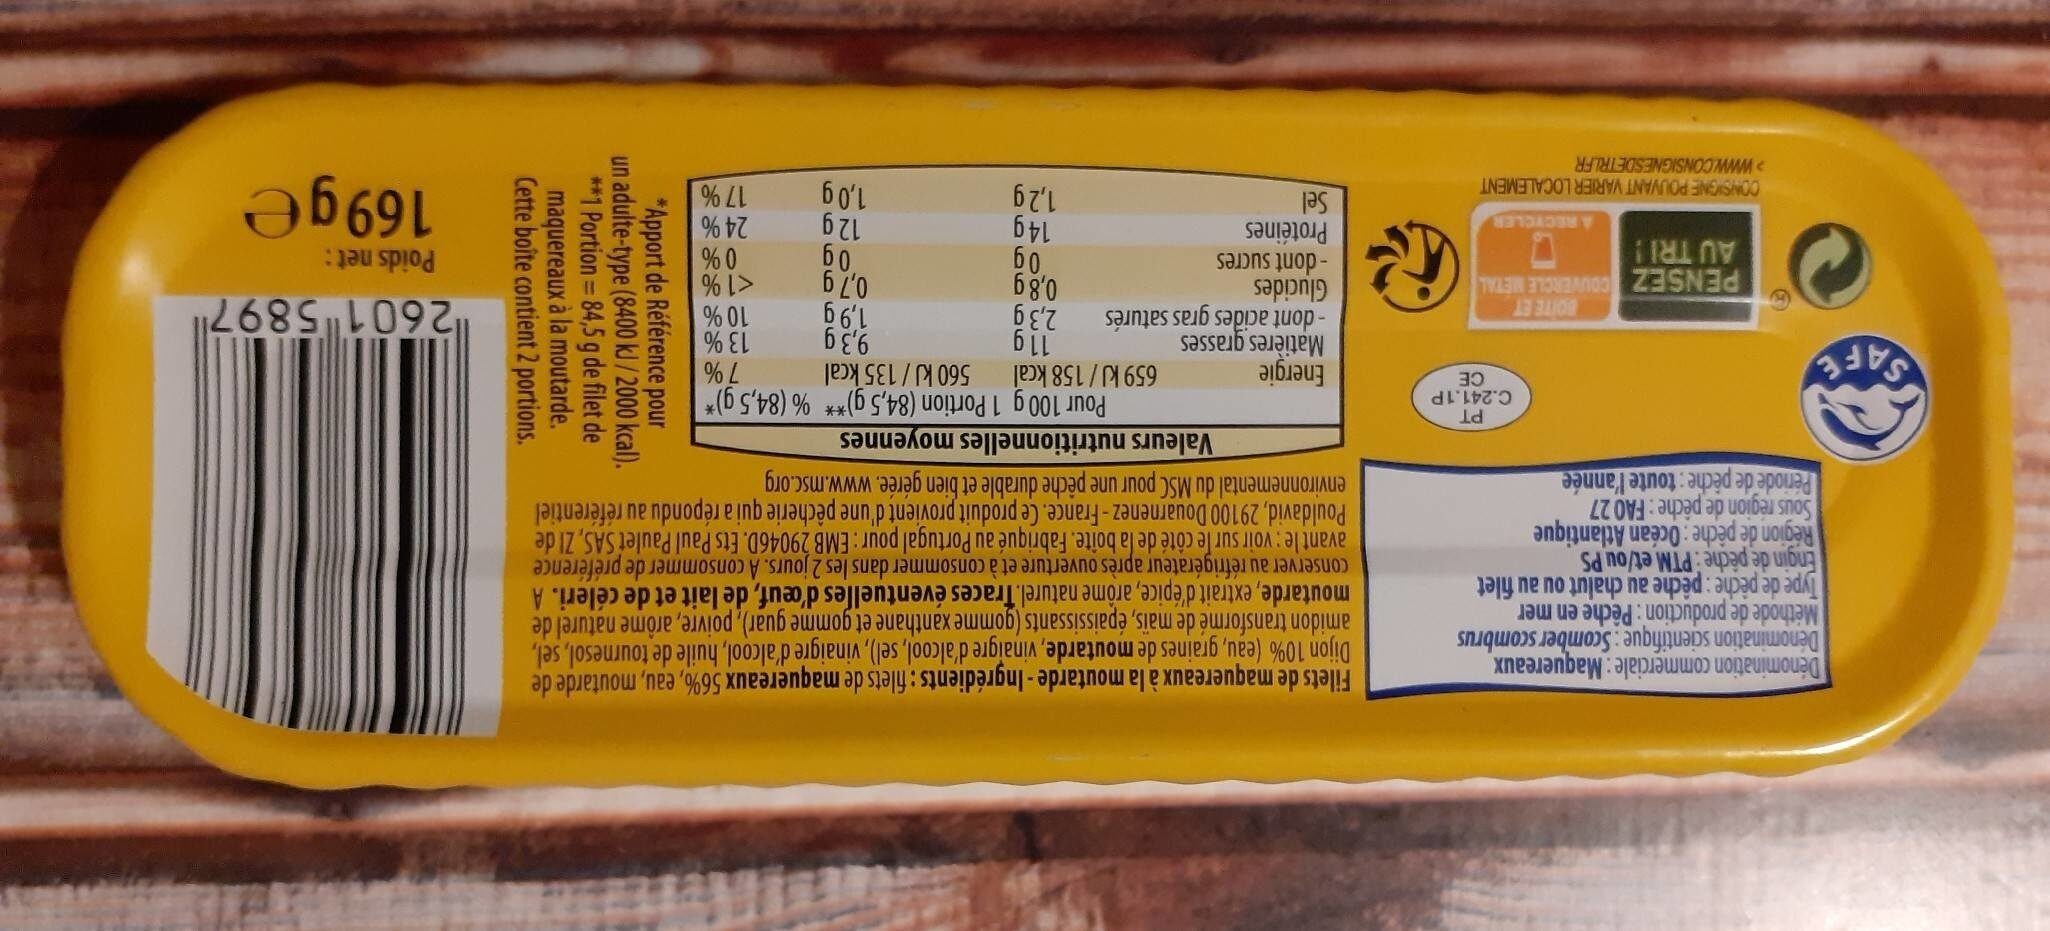 Dénomination commerciale : Maquereaux
Dénomination scientifique : Scomber scombrus
Méthode de production : Pêche en mer
Type de pêche : pêche au chalut ou au filet
Engin de pêche : PTM et/ou PS
Région de pêche : Océan Atlantique
Sous région de pêche : FAO 27
Période de pêche : toute l'année
SAFE
PT
C.241.1P
CE
PENSEZ
AU TRI !
BOÎTE ET
COUVERCLE MÉTAL
À RECYCLER
CONSIGNE POUVANT VARIER LOCALEMENT
> WWW.CONSIGNESDETRI.FR
Filets de maquereaux à la moutarde - Ingrédients : filets de maquereaux 56%, eau, moutarde de
Dijon 10% (eau, graines de moutarde, vinaigre d'alcool, sel), vinaigre d'alcool, huile de tournesol, sel,
amidon transformé de maïs, épaississants (gomme xanthane et gomme guar), poivre, arôme naturel de
moutarde, extrait d'épice, arôme naturel. Traces éventuelles d'œuf, de lait et de céleri. A
conserver au réfrigérateur après ouverture et à consommer dans les 2 jours. A consommer de préférence
avant le : voir sur le côté de la boîte. Fabriqué au Portugal pour : EMB 29046D. Ets Paul Paulet SAS, ZI de
Pouldavid, 29100 Douarnenez - France. Ce produit provient d'une pêcherie qui a répondu au référentiel
environnemental du MSC pour une pêche durable et bien gérée. www.msc.org
Valeurs nutritionnelles moyennes
Pour 100 g 1 Portion (84,5 g)** % (84,5 g)*
Energie 659 kJ / 158 kcal 560 kJ / 135 kcal 7 %
Matières grasses 11 g 9,3 g 13 %
- dont acides gras saturés 2,3 g 1,9 g 10 %
Glucides 0,8 g 0,7 g <1 %
- dont sucres 0 g 0 g 0 %
Protéines 14 g 12 g 24 %
Sel 1,2 g 1,0 g 17 %
*Apport de Référence pour
un adulte-type (8400 kJ / 2000 kcal).
**1 Portion = 84,5 g de filet de
maquereaux à la moutarde.
Cette boîte contient 2 portions.
2601 5897
Poids net :
169 g e